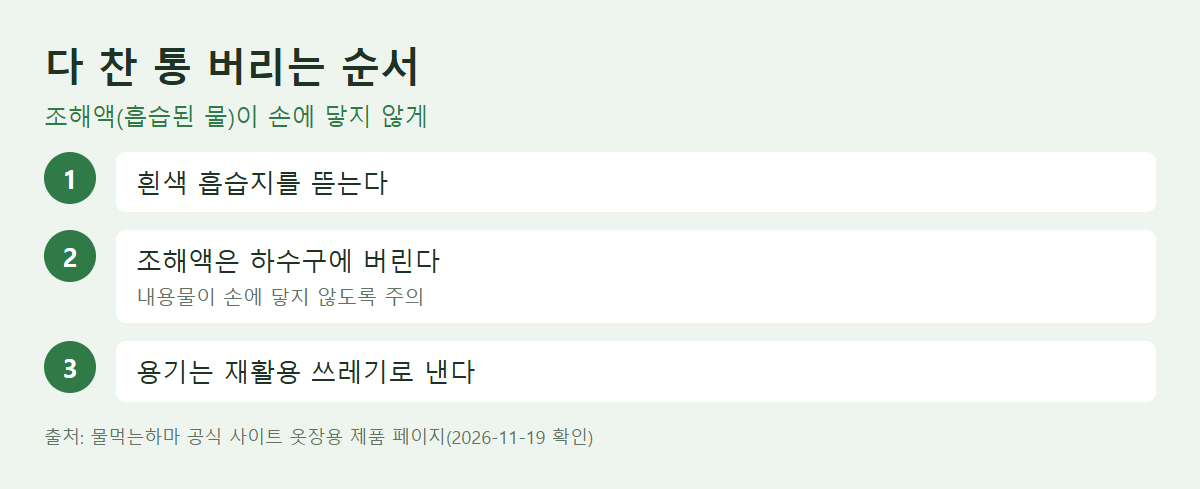 다 찬 통 버리는 순서
조해액(흡습된 물)이 손에 닿지 않게
1
흰색 흡습지를 뜯는다
2
조해액은 하수구에 버린다
내용물이 손에 닿지 않도록 주의
3
용기는 재활용 쓰레기로 낸다
출처: 물먹는하마 공식 사이트 옷장용 제품 페이지(2026-11-19 확인)